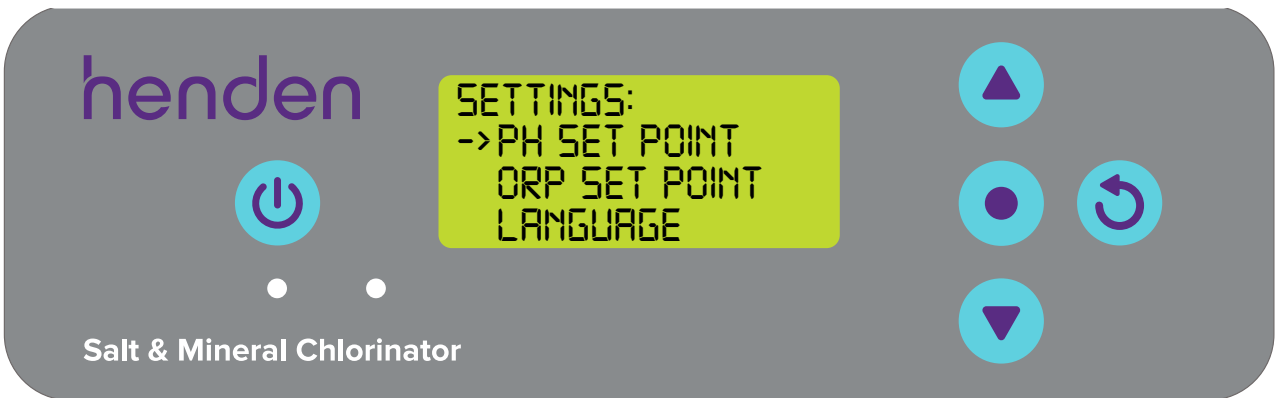 henden
SETTINGS:
->PH SET POINT
ORP SET POINT
LANGUAGE
Salt & Mineral Chlorinator